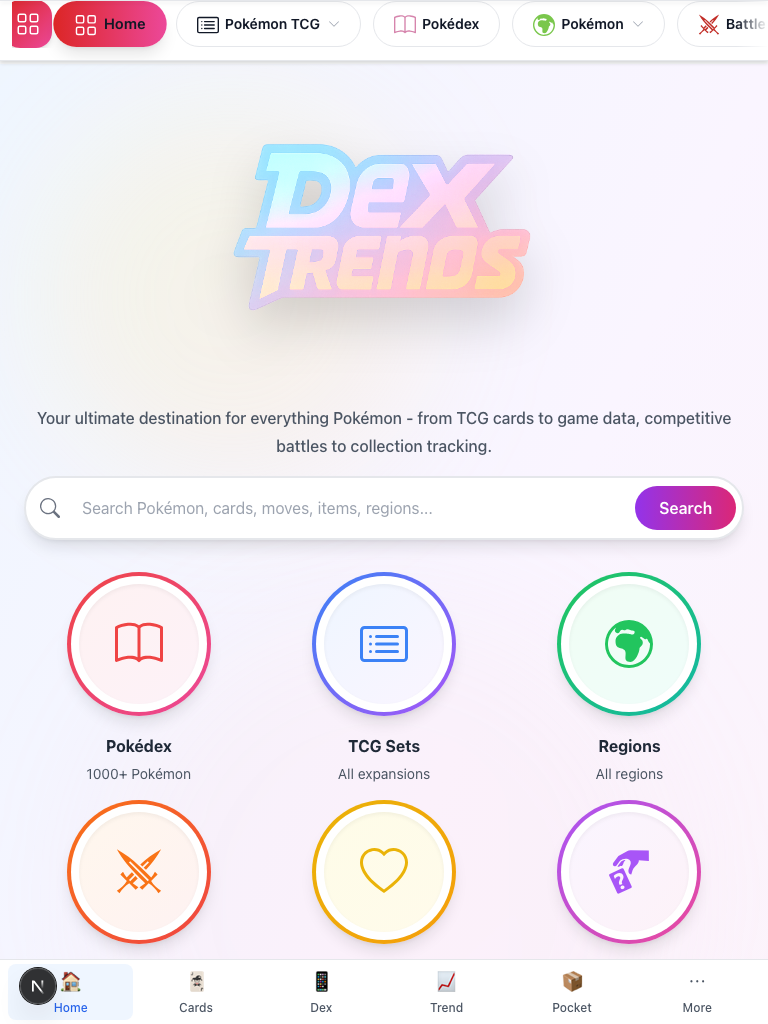 Home
Pokémon TCG
Pokédex
Pokémon
Battle
Dex
TRENDS
Your ultimate destination for everything Pokémon - from TCG cards to game data, competitive
battles to collection tracking.
Search Pokémon, cards, moves, items, regions...
Search
Pokédex
TCG Sets
Regions
1000+ Pokémon
All expansions
All regions
?
N
Home
Cards
Dex
Trend
Pocket
More